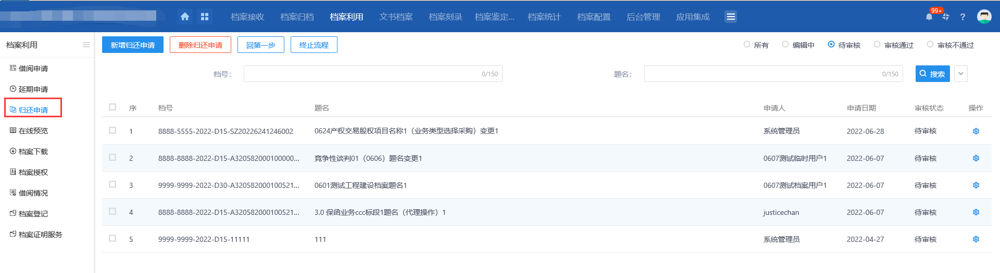 档案接收 档案归档 档案利用 文书档案 档案刻录 档案鉴定... 档案统计 档案配置 后台管理 应用集成 99+ ?
档案利用
借阅申请
延期申请
归还申请
在线预览
档案下载
档案授权
借阅情况
档案登记
档案证明服务
新增归还申请 删除归还申请 回第一步 终止流程 所有 编辑中 待审核 审核通过 审核不通过
档号： 0/150 题名： 0/150 搜索
序 档号 题名 申请人 申请日期 审核状态 操作
1 8888-5555-2022-D15-SZ20226241246002 0624产权交易股权项目名称1（业务类型选择采购）变更1 系统管理员 2022-06-28 待审核
2 8888-8888-2022-D15-A320582000100000... 竞争性谈判01（0606）题名变更1 0607测试临时用户1 2022-06-07 待审核
3 9999-9999-2022-D30-A320582000100521... 0601测试工程建设档案题名1 0607测试档案用户1 2022-06-07 待审核
4 8888-8888-2022-D15-A320582000100521... 3.0 保函业务ccc标段1题名（代理操作）1 justicechan 2022-06-07 待审核
5 9999-9999-2022-D15-11111 111 系统管理员 2022-04-27 待审核